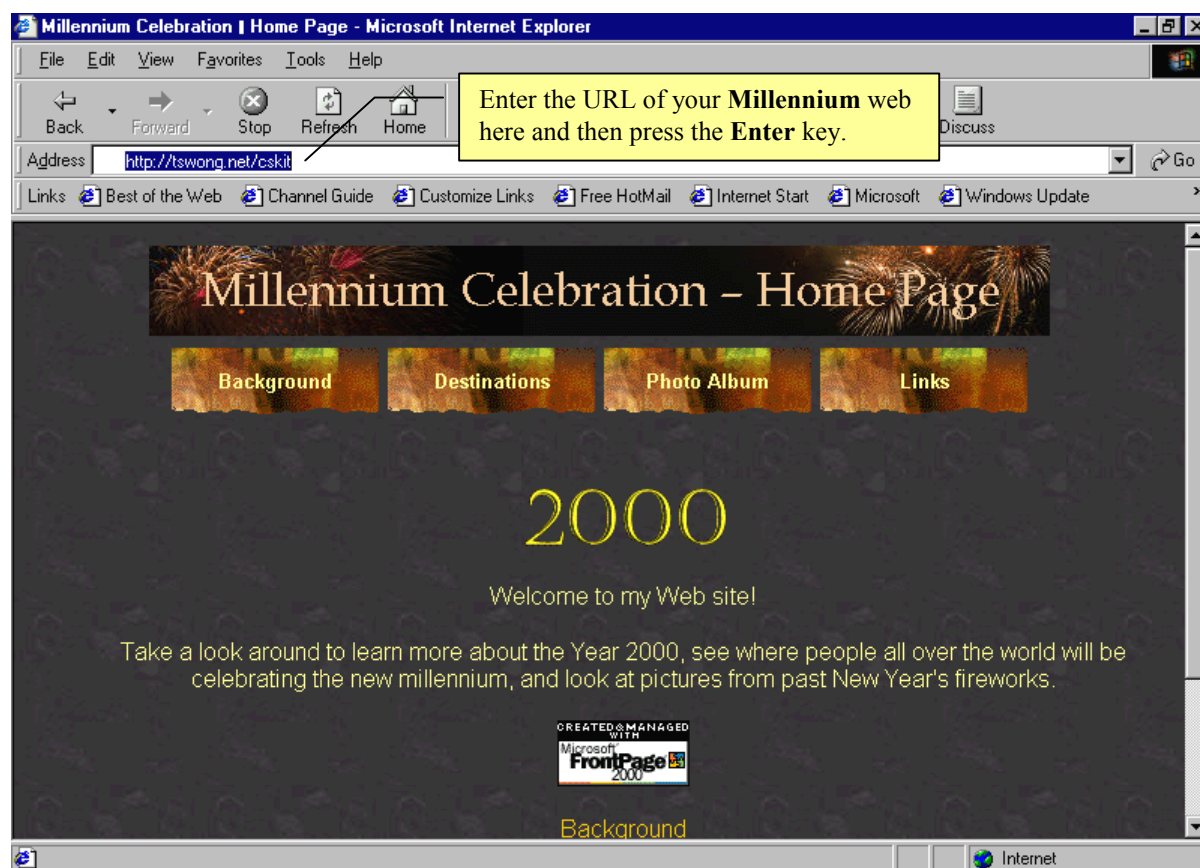 Millennium Celebration | Home Page - Microsoft Internet Explorer
File Edit View Favorites Tools Help
Back Forward Stop Refresh Home Discuss
Enter the URL of your Millennium web
here and then press the Enter key.
Address http://tswong.net/cskit Go
Links Best of the Web Channel Guide Customize Links Free HotMail Internet Start Microsoft Windows Update
Millennium Celebration – Home Page
Background Destinations Photo Album Links
2000
Welcome to my Web site!
Take a look around to learn more about the Year 2000, see where people all over the world will be
celebrating the new millennium, and look at pictures from past New Year's fireworks.
CREATED&MANAGED
WITH
Microsoft
FrontPage
2000
Background
Internet